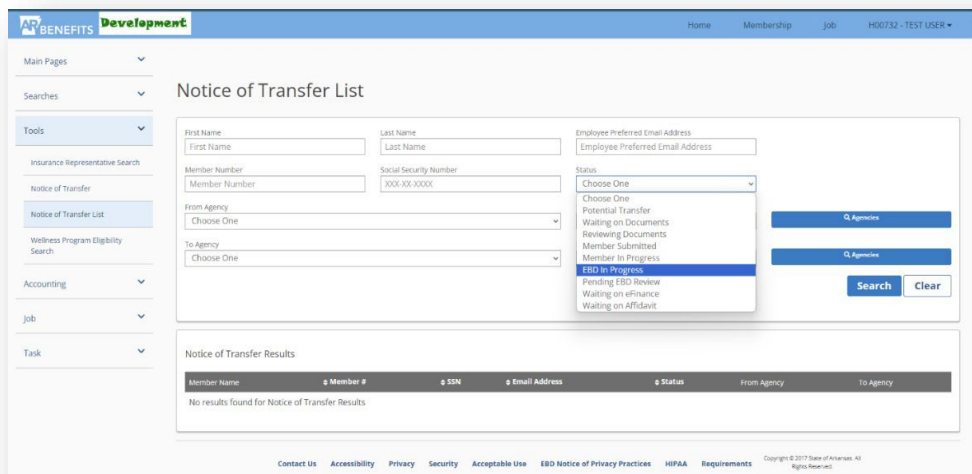 ARBENEFITS Development
Home Membership Job H00732 - TEST USER
Main Pages
Searches
Tools
Insurance Representative Search
Notice of Transfer
Notice of Transfer List
Wellness Program Eligibility
Search
Accounting
Job
Task
Notice of Transfer List
First Name Last Name Employee Preferred Email Address
First Name Last Name Employee Preferred Email Address
Member Number Social Security Number Status
Member Number XXX-XX-XXXX Choose One
Choose One
Potential Transfer
Waiting on Documents
Reviewing Documents
Member Submitted
Member In Progress
EBD In Progress
Pending EBD Review
Waiting on eFinance
Waiting on Affidavit
From Agency
Choose One
Agencies
To Agency
Choose One
Agencies
Search Clear
Notice of Transfer Results
Member Name Member # SSN Email Address Status From Agency To Agency
No results found for Notice of Transfer Results
Contact Us Accessibility Privacy Security Acceptable Use EBD Notice of Privacy Practices HIPAA Requirements
Copyright © 2017 State of Arkansas. All
Rights Reserved.